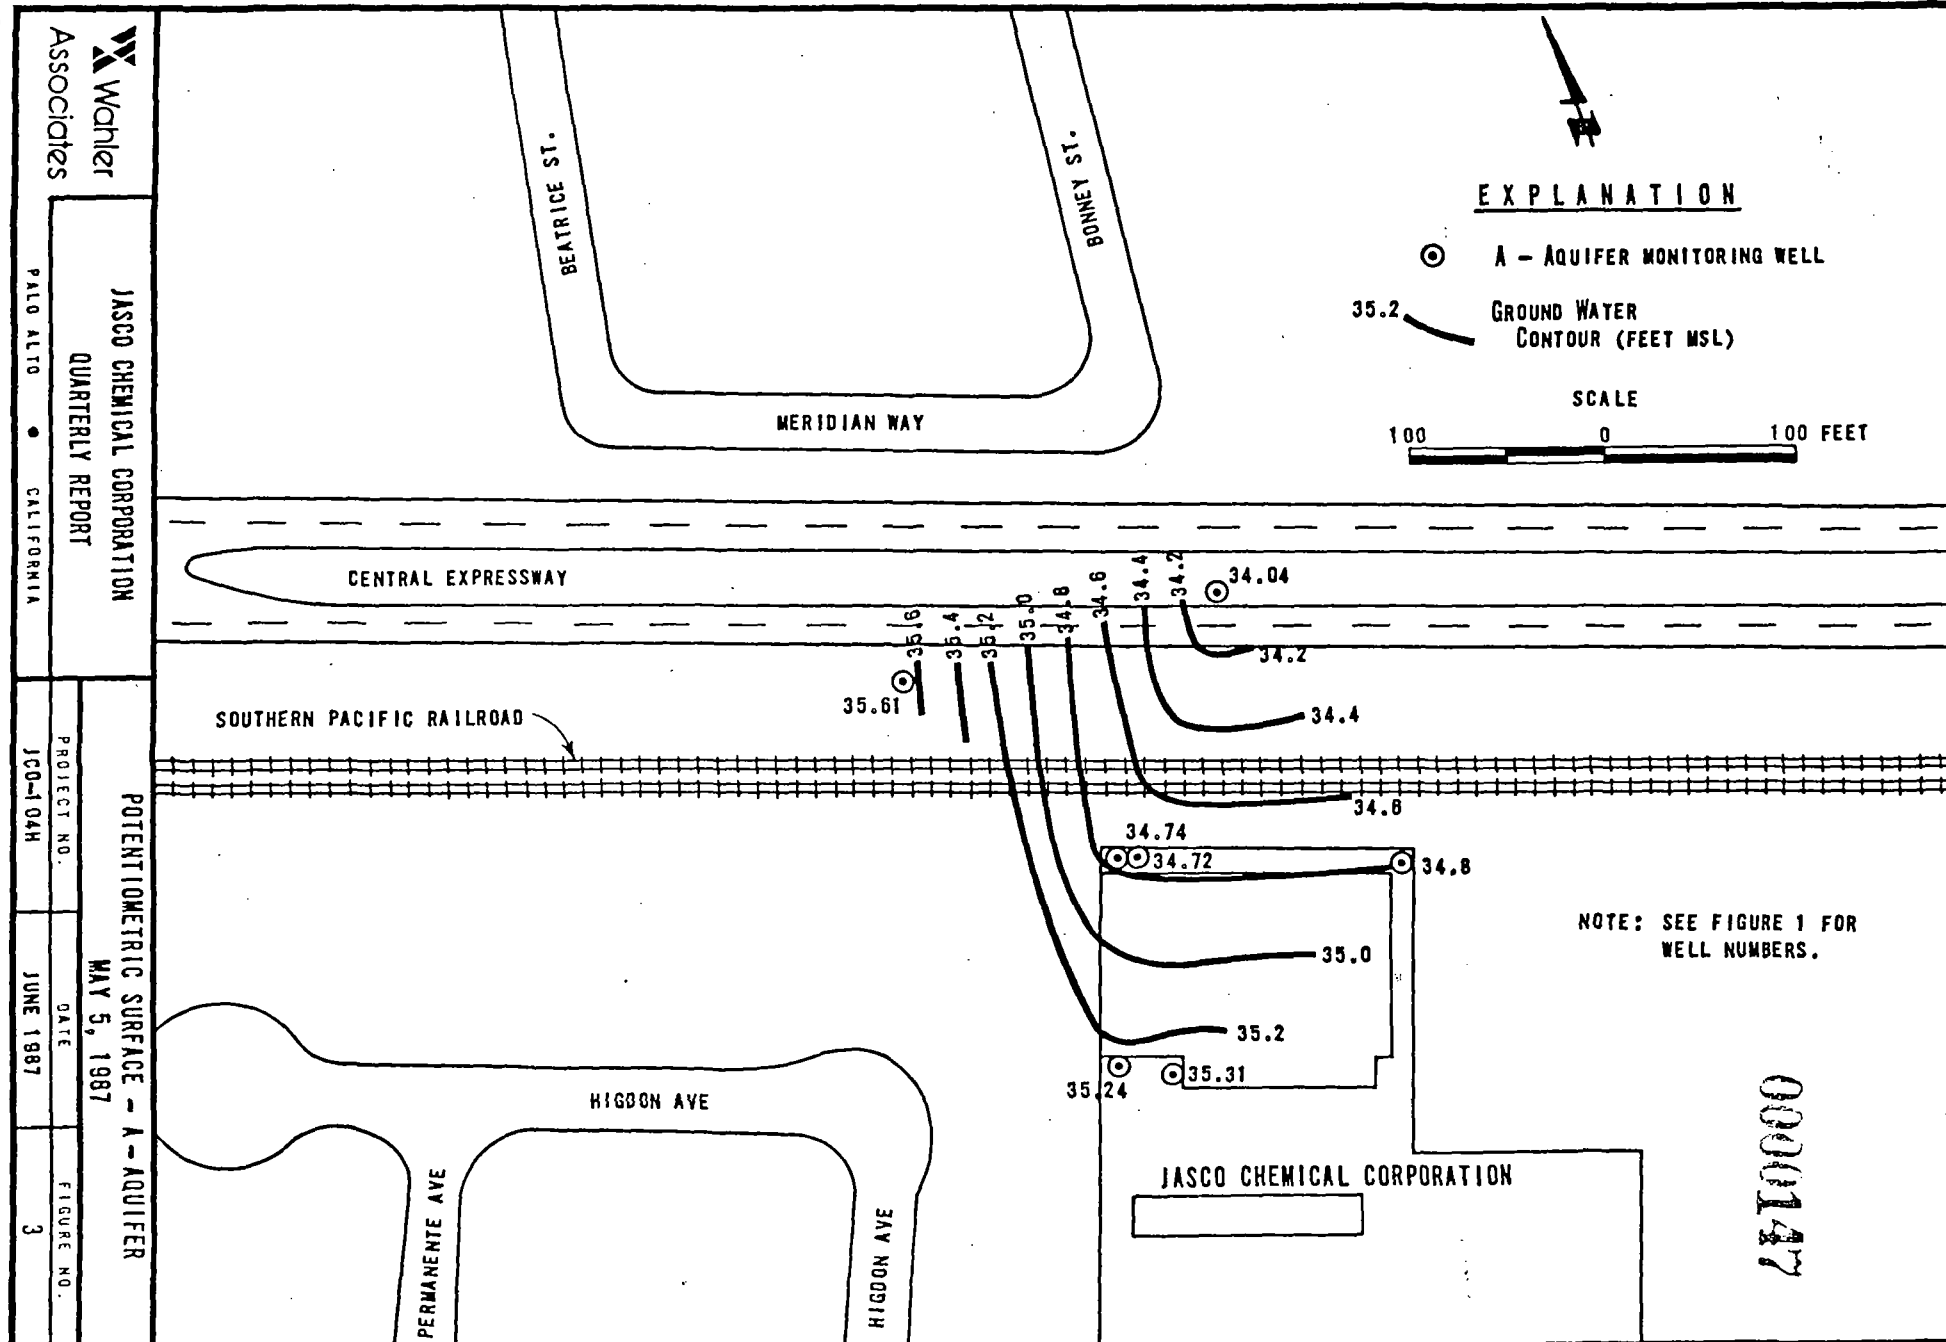 Wahler
Associates
PALO ALTO ● CALIFORNIA
JASCO CHEMICAL CORPORATION
QUARTERLY REPORT
PROJECT NO.
JCO-104H
POTENTIOMETRIC SURFACE - A - AQUIFER
MAY 5, 1987
DATE
JUNE 1987
FIGURE NO.
3
BEATRICE ST.
BONNEY ST.
MERIDIAN WAY
EXPLANATION
A - AQUIFER MONITORING WELL
35.2
GROUND WATER
CONTOUR (FEET MSL)
SCALE
100 0 100 FEET
CENTRAL EXPRESSWAY
35.6
35.4
35.2
35.0
34.8
34.6
34.4
34.2
34.04
34.2
35.61
34.4
SOUTHERN PACIFIC RAILROAD
34.6
34.74
34.72
34.8
NOTE: SEE FIGURE 1 FOR
WELL NUMBERS.
35.0
35.2
35.24
35.31
HIGDON AVE
JASCO CHEMICAL CORPORATION
PERMANENTE AVE
HIGDON AVE
0000147